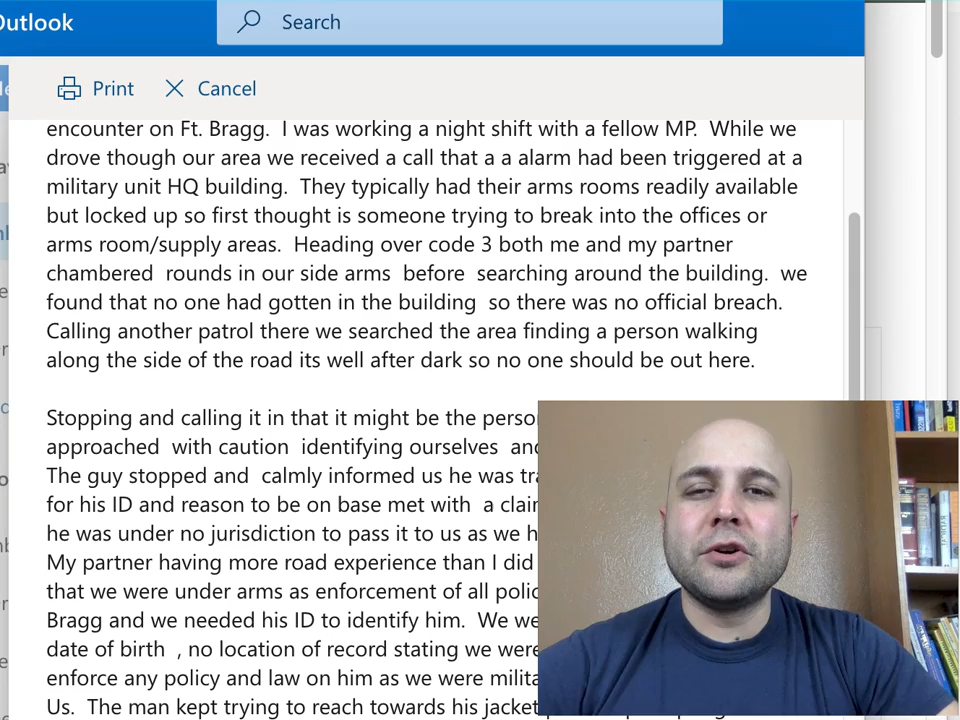 Outlook
Search
Print
Cancel
encounter on Ft. Bragg.  I was working a night shift with a fellow MP.  While we
drove though our area we received a call that a a alarm had been triggered at a
military unit HQ building.  They typically had their arms rooms readily available
but locked up so first thought is someone trying to break into the offices or
arms room/supply areas.  Heading over code 3 both me and my partner
chambered  rounds in our side arms  before  searching around the building.  we
found that no one had gotten in the building  so there was no official breach.
Calling another patrol there we searched the area finding a person walking
along the side of the road its well after dark so no one should be out here.
Stopping and calling it in that it might be the
approached  with caution  identifying ourselves
The guy stopped and  calmly informed us he was
for his ID and reason to be on base met with  a
he was under no jurisdiction to pass it to us as we
My partner having more road experience than I did
that we were under arms as enforcement of all
Bragg and we needed his ID to identify him.  We
date of birth  , no location of record stating we were
enforce any policy and law on him as we were
Us.  The man kept trying to reach towards his jacket